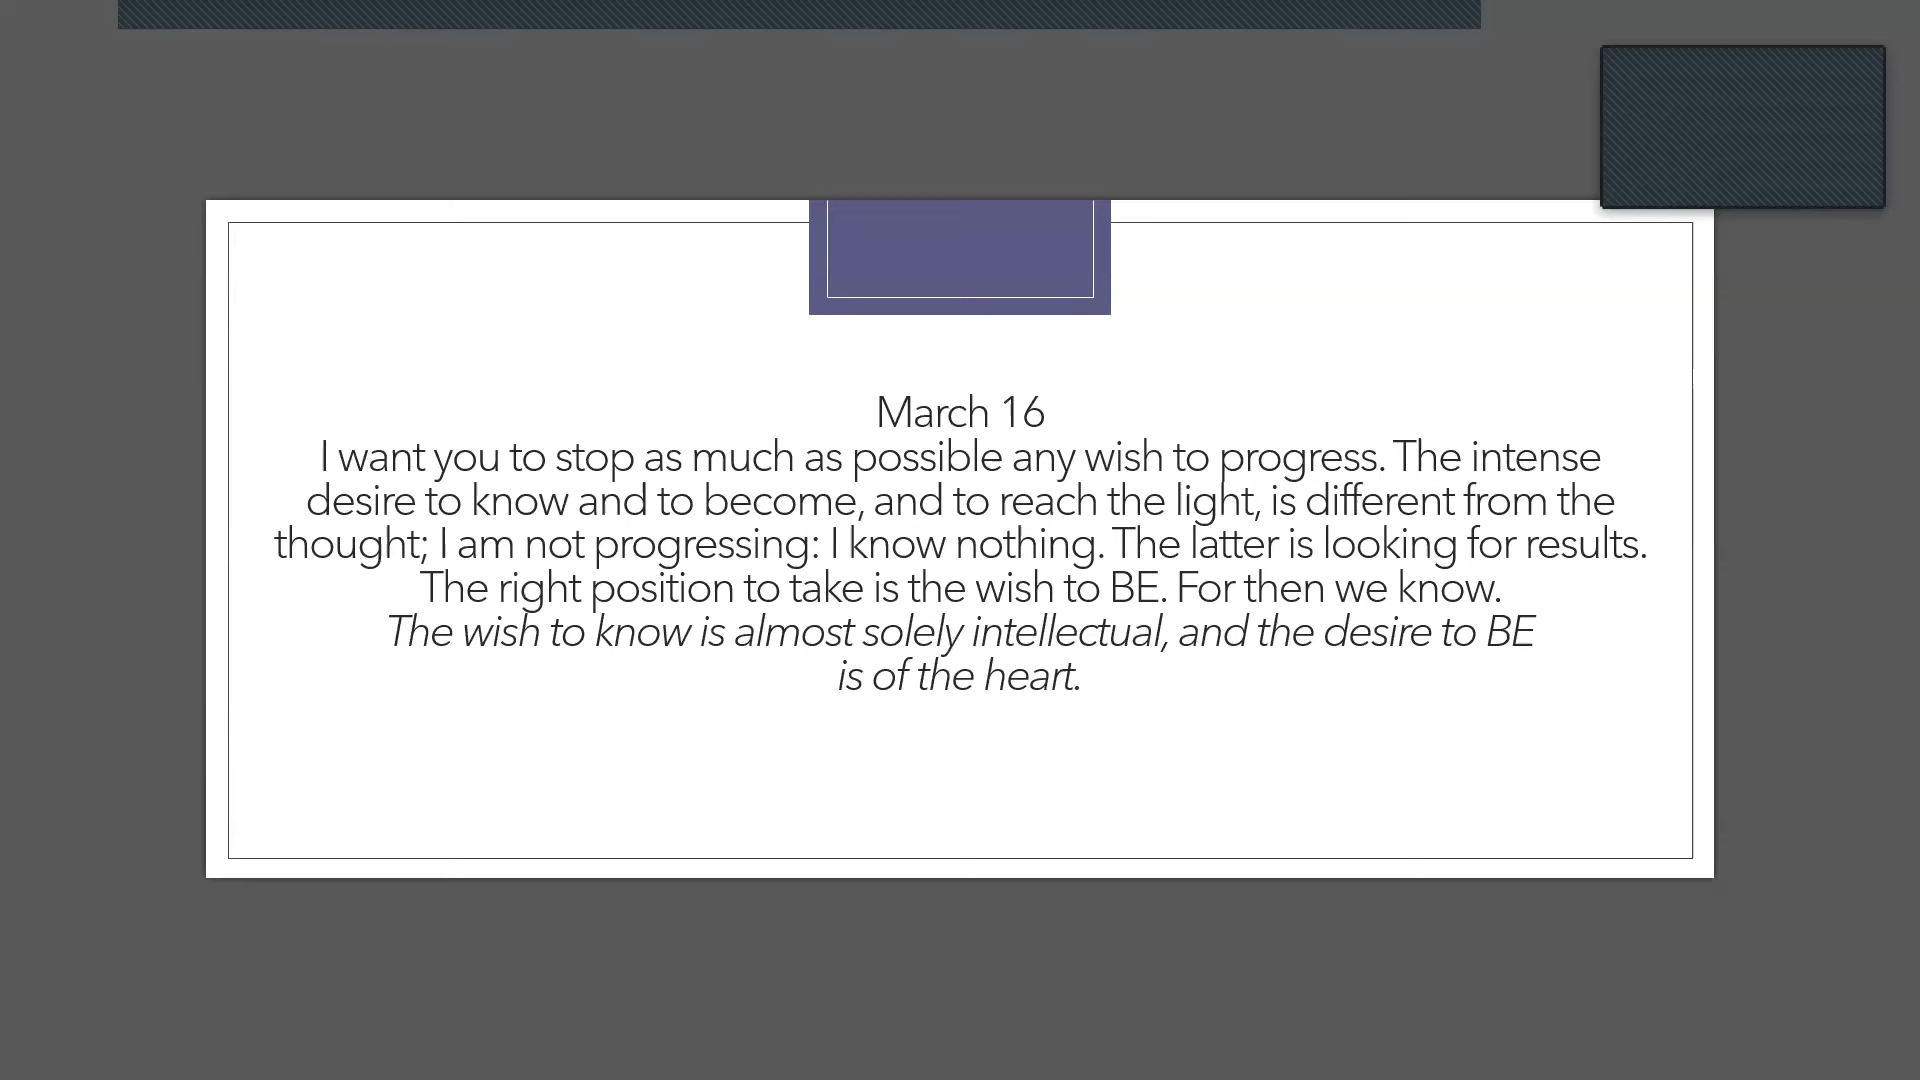 March 16
I want you to stop as much as possible any wish to progress. The intense
desire to know and to become, and to reach the light, is different from the
thought; I am not progressing: I know nothing. The latter is looking for results.
The right position to take is the wish to BE. For then we know.
The wish to know is almost solely intellectual, and the desire to BE
is of the heart.